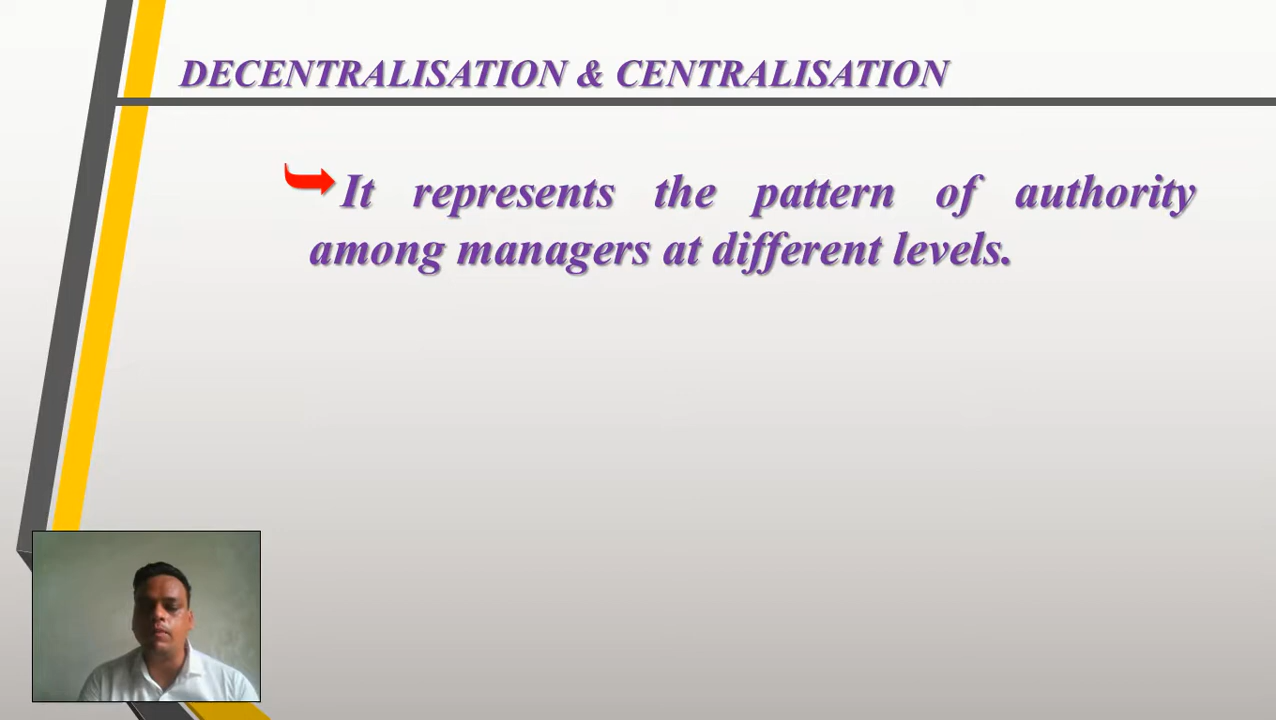 DECENTRALISATION & CENTRALISATION
It represents the pattern of authority
among managers at different levels.